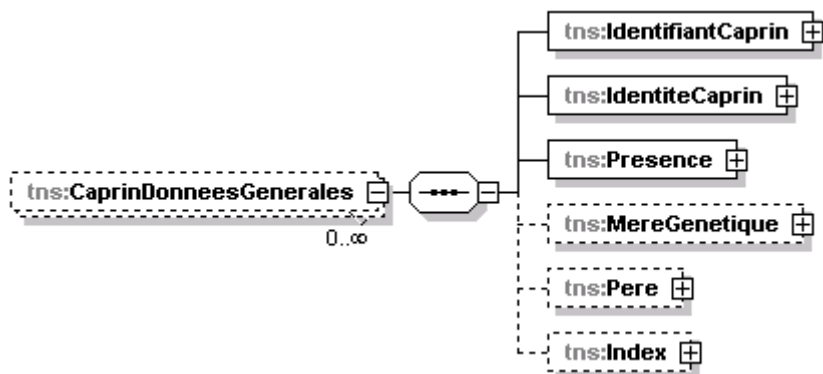 tns:IdentifiantCaprin
tns:IdentiteCaprin
tns:Presence
tns:CaprinDonneesGenerales
0..∞
tns:MereGenetique
tns:Pere
tns:Index